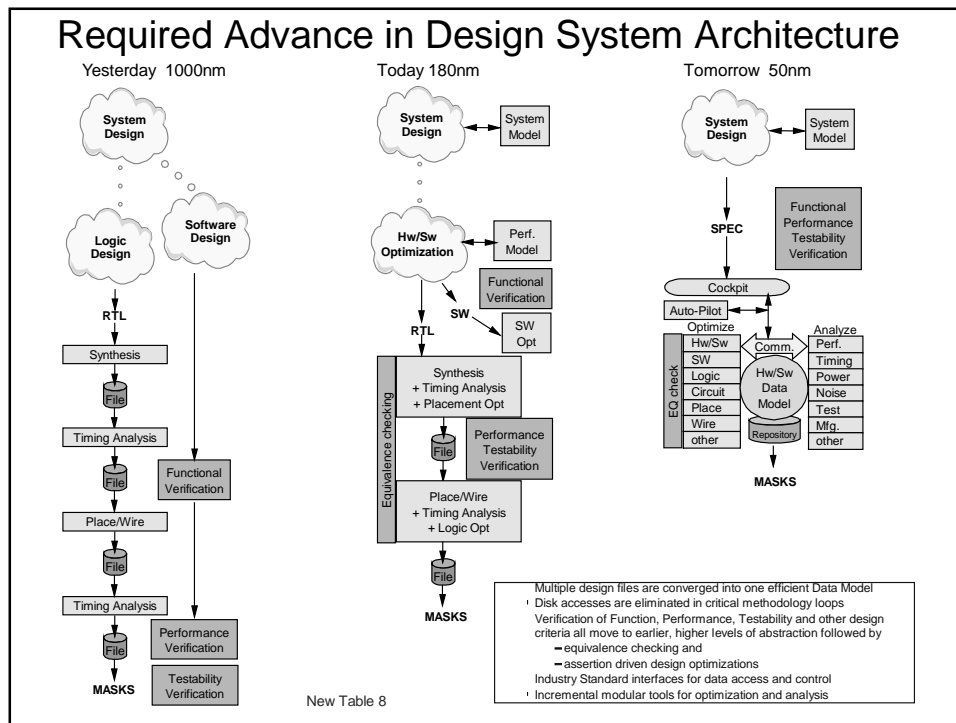 Required Advance in Design System Architecture
Yesterday 1000nm
System
Design
Logic
Design
Software
Design
RTL
Synthesis
File
Timing Analysis
File
Place/Wire
File
Timing Analysis
File
MASKS
Functional
Verification
Performance
Verification
Testability
Verification
Today 180nm
System
Design
System
Model
Hw/Sw
Optimization
Perf.
Model
Functional
Verification
RTL
SW
SW
Opt
Equivalence checking
Synthesis
+ Timing Analysis
+ Placement Opt
File
Performance
Testability
Verification
Place/Wire
+ Timing Analysis
+ Logic Opt
File
MASKS
Tomorrow 50nm
System
Design
System
Model
SPEC
Functional
Performance
Testability
Verification
Cockpit
Auto-Pilot
Optimize
EQ check
Hw/Sw
SW
Logic
Circuit
Place
Wire
other
Comm.
Hw/Sw
Data
Model
Repository
Analyze
Perf.
Timing
Power
Noise
Test
Mfg.
other
MASKS
Multiple design files are converged into one efficient Data Model
Disk accesses are eliminated in critical methodology loops
Verification of Function, Performance, Testability and other design
criteria all move to earlier, higher levels of abstraction followed by
– equivalence checking and
– assertion driven design optimizations
Industry Standard interfaces for data access and control
Incremental modular tools for optimization and analysis
New Table 8